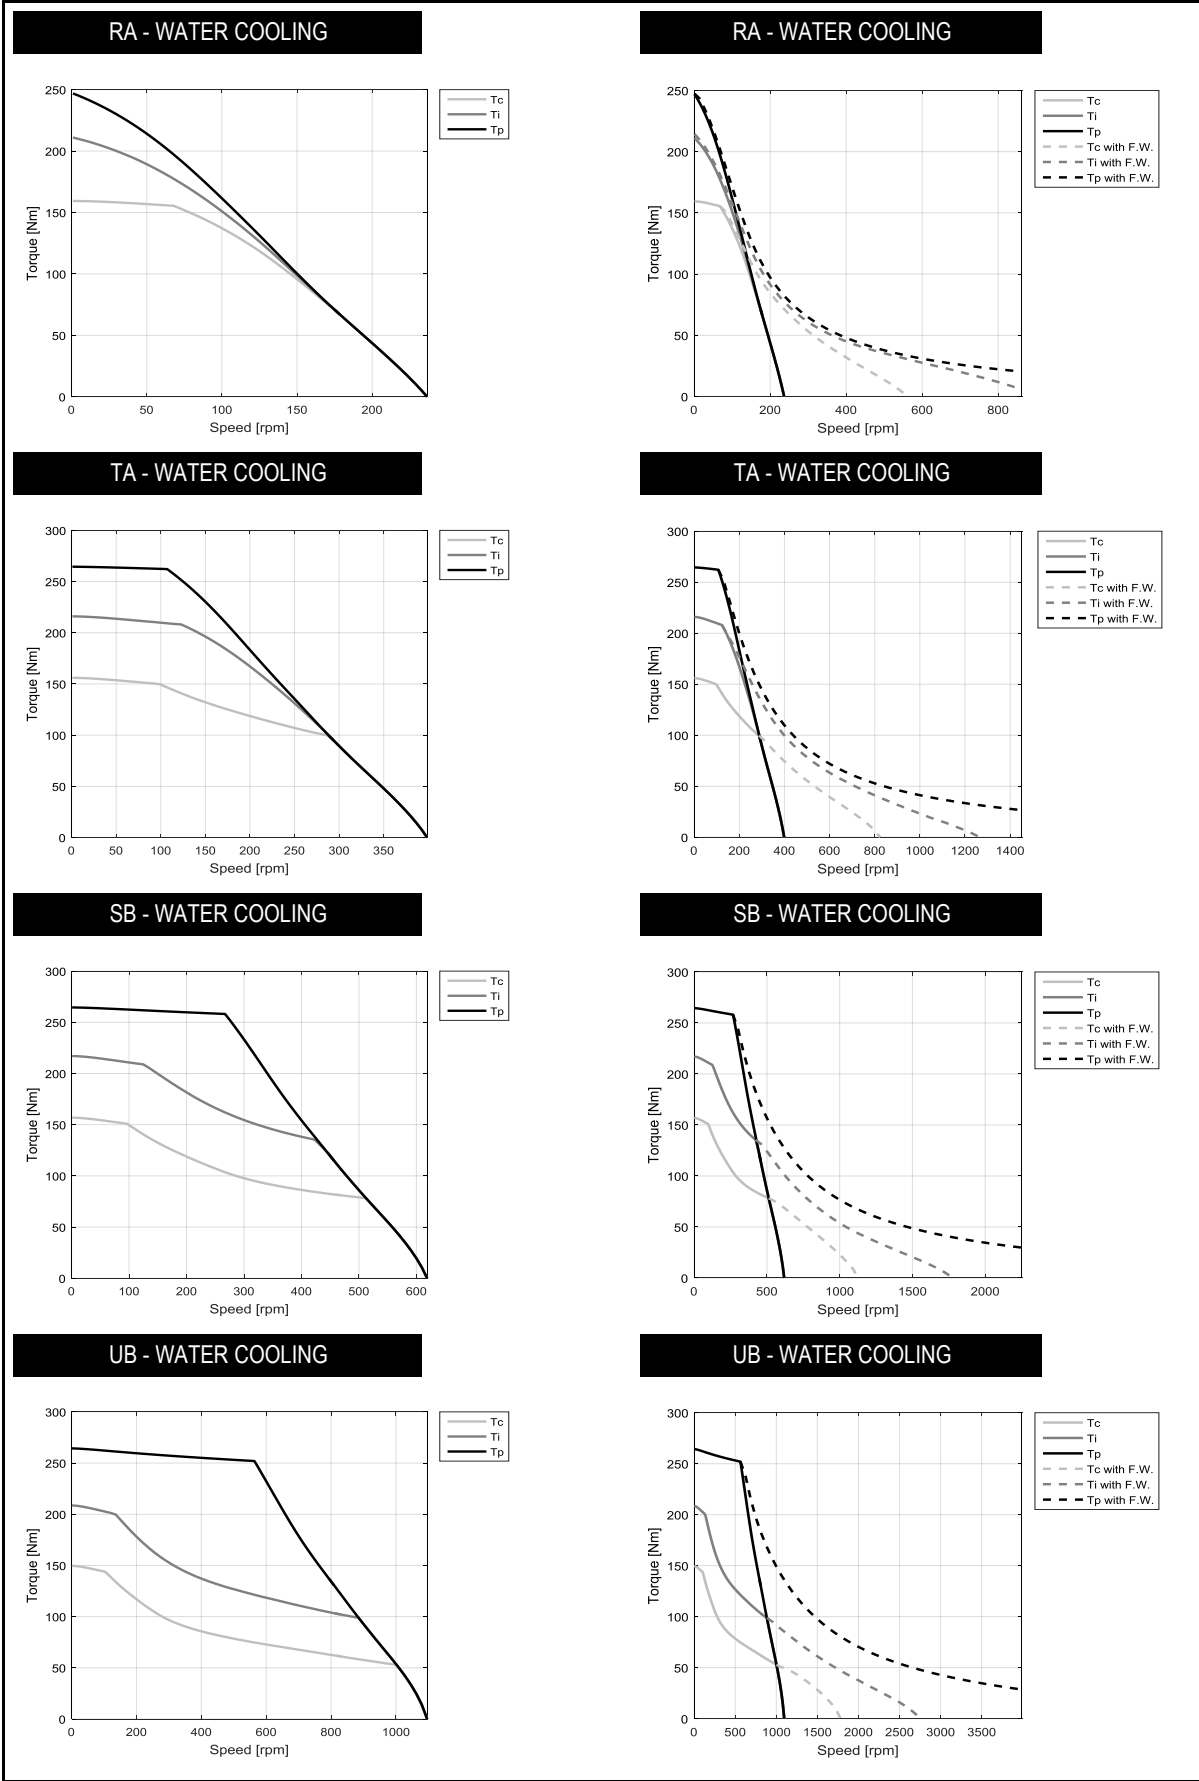 RA - WATER COOLING
250
200
150
100
50
0
Torque [Nm]
0 50 100 150 200
Speed [rpm]
Tc
Ti
Tp
RA - WATER COOLING
250
200
150
100
50
0
Torque [Nm]
0 200 400 600 800
Speed [rpm]
Tc
Ti
Tp
Tc with F.W.
Ti with F.W.
Tp with F.W.
TA - WATER COOLING
300
250
200
150
100
50
0
Torque [Nm]
0 50 100 150 200 250 300 350
Speed [rpm]
Tc
Ti
Tp
TA - WATER COOLING
300
250
200
150
100
50
0
Torque [Nm]
0 200 400 600 800 1000 1200 1400
Speed [rpm]
Tc
Ti
Tp
Tc with F.W.
Ti with F.W.
Tp with F.W.
SB - WATER COOLING
300
250
200
150
100
50
0
Torque [Nm]
0 100 200 300 400 500 600
Speed [rpm]
Tc
Ti
Tp
SB - WATER COOLING
300
250
200
150
100
50
0
Torque [Nm]
0 500 1000 1500 2000
Speed [rpm]
Tc
Ti
Tp
Tc with F.W.
Ti with F.W.
Tp with F.W.
UB - WATER COOLING
300
250
200
150
100
50
0
Torque [Nm]
0 200 400 600 800 1000
Speed [rpm]
Tc
Ti
Tp
UB - WATER COOLING
300
250
200
150
100
50
0
Torque [Nm]
0 500 1000 1500 2000 2500 3000 3500
Speed [rpm]
Tc
Ti
Tp
Tc with F.W.
Ti with F.W.
Tp with F.W.